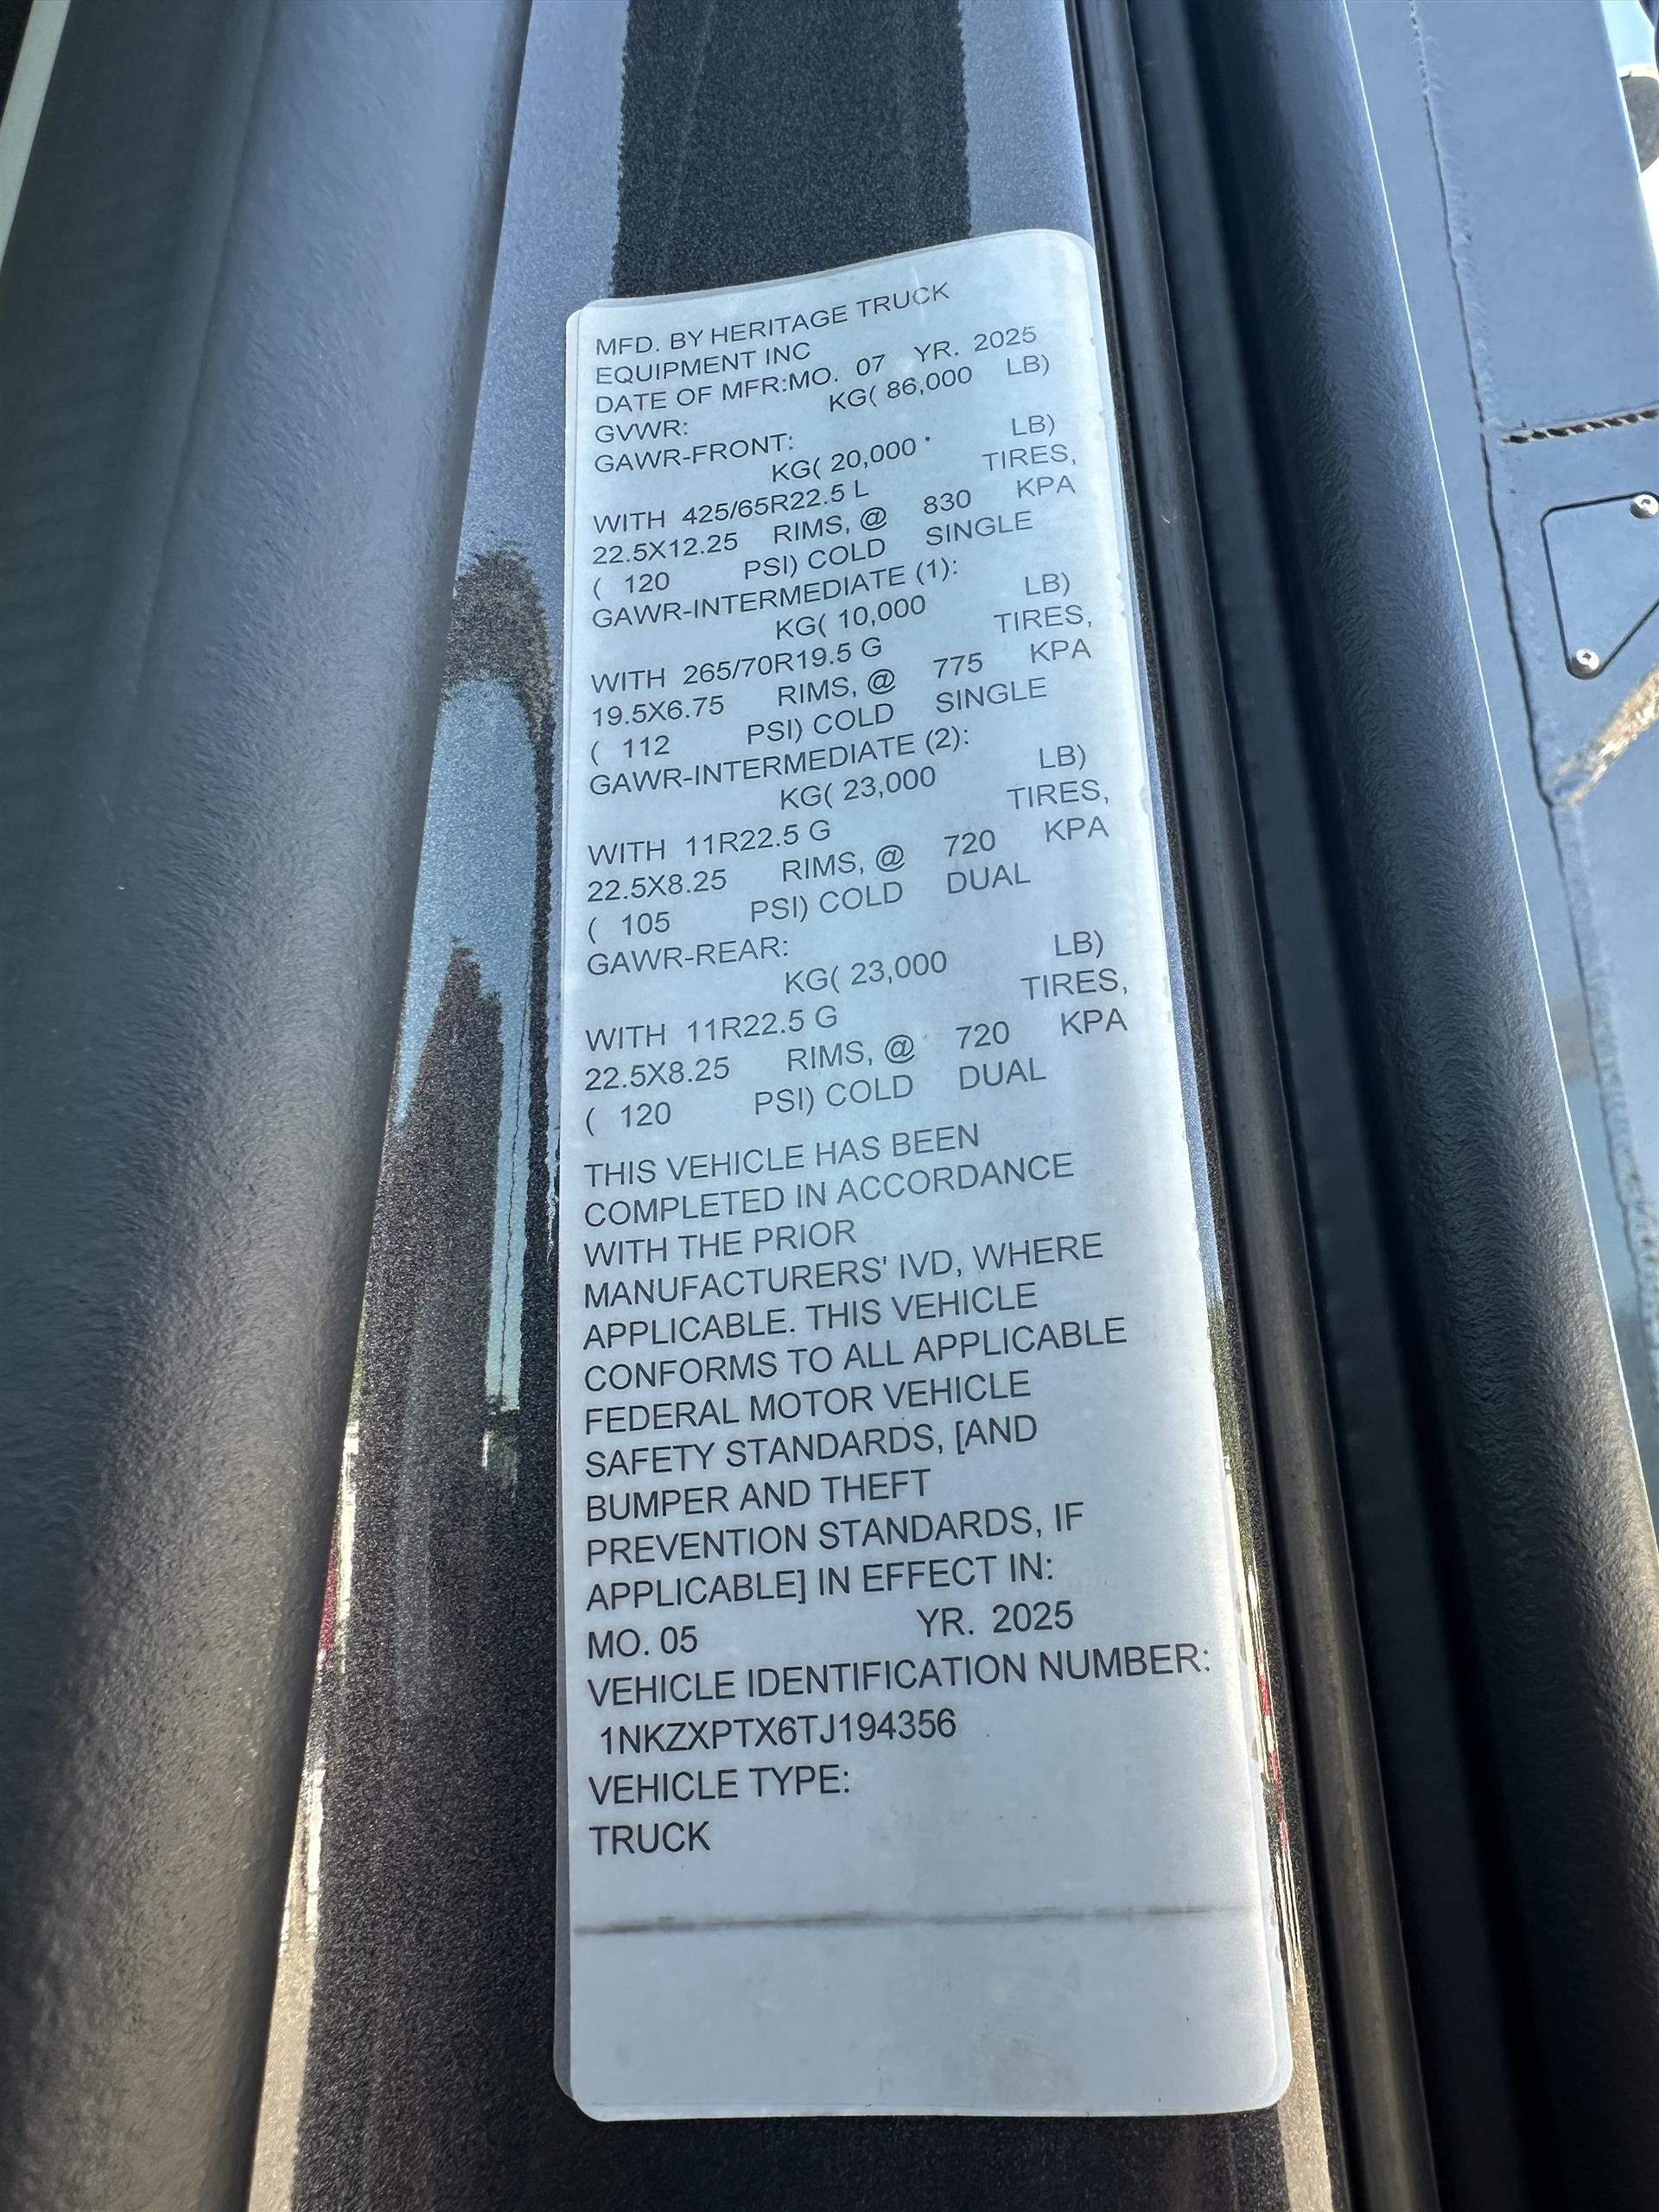 MFD. BY HERITAGE TRUCK
EQUIPMENT INC
DATE OF MFR:MO. 07 YR. 2025
GVWR: KG( 86,000 LB)
GAWR-FRONT:
KG( 20,000 LB)
WITH 425/65R22.5 L TIRES,
22.5X12.25 RIMS, @ 830 KPA
( 120 PSI) COLD SINGLE
GAWR-INTERMEDIATE (1):
KG( 10,000 LB)
WITH 265/70R19.5 G TIRES,
19.5X6.75 RIMS, @ 775 KPA
( 112 PSI) COLD SINGLE
GAWR-INTERMEDIATE (2):
KG( 23,000 LB)
WITH 11R22.5 G TIRES,
22.5X8.25 RIMS, @ 720 KPA
( 105 PSI) COLD DUAL
GAWR-REAR:
KG( 23,000 LB)
WITH 11R22.5 G TIRES,
22.5X8.25 RIMS, @ 720 KPA
( 120 PSI) COLD DUAL
THIS VEHICLE HAS BEEN
COMPLETED IN ACCORDANCE
WITH THE PRIOR
MANUFACTURERS' IVD, WHERE
APPLICABLE. THIS VEHICLE
CONFORMS TO ALL APPLICABLE
FEDERAL MOTOR VEHICLE
SAFETY STANDARDS, [AND
BUMPER AND THEFT
PREVENTION STANDARDS, IF
APPLICABLE] IN EFFECT IN:
MO. 05 YR. 2025
VEHICLE IDENTIFICATION NUMBER:
1NKZXPTX6TJ194356
VEHICLE TYPE:
TRUCK